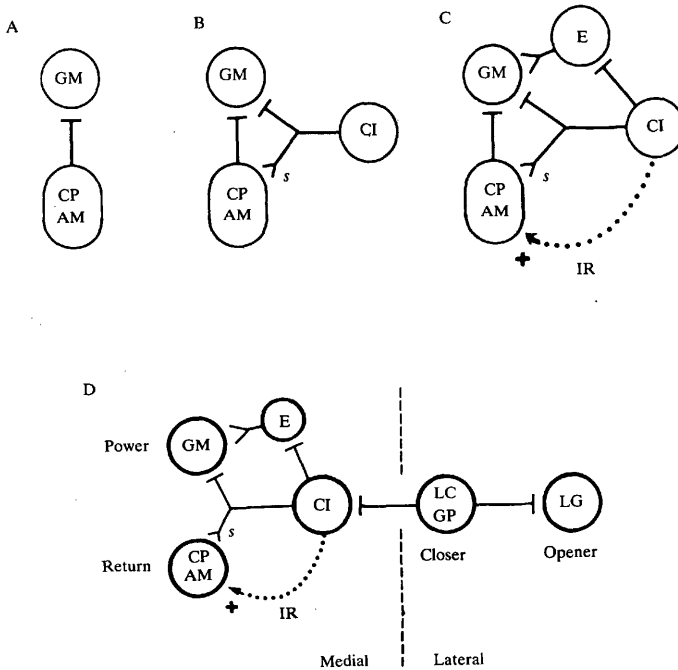 A
GM
CP
AM
B
GM
CI
s
CP
AM
C
E
GM
CI
s
CP
AM
+
IR
D
E
Power
GM
CI
LC
GP
LG
s
Closer
Opener
Return
CP
AM
+
IR
Medial
Lateral